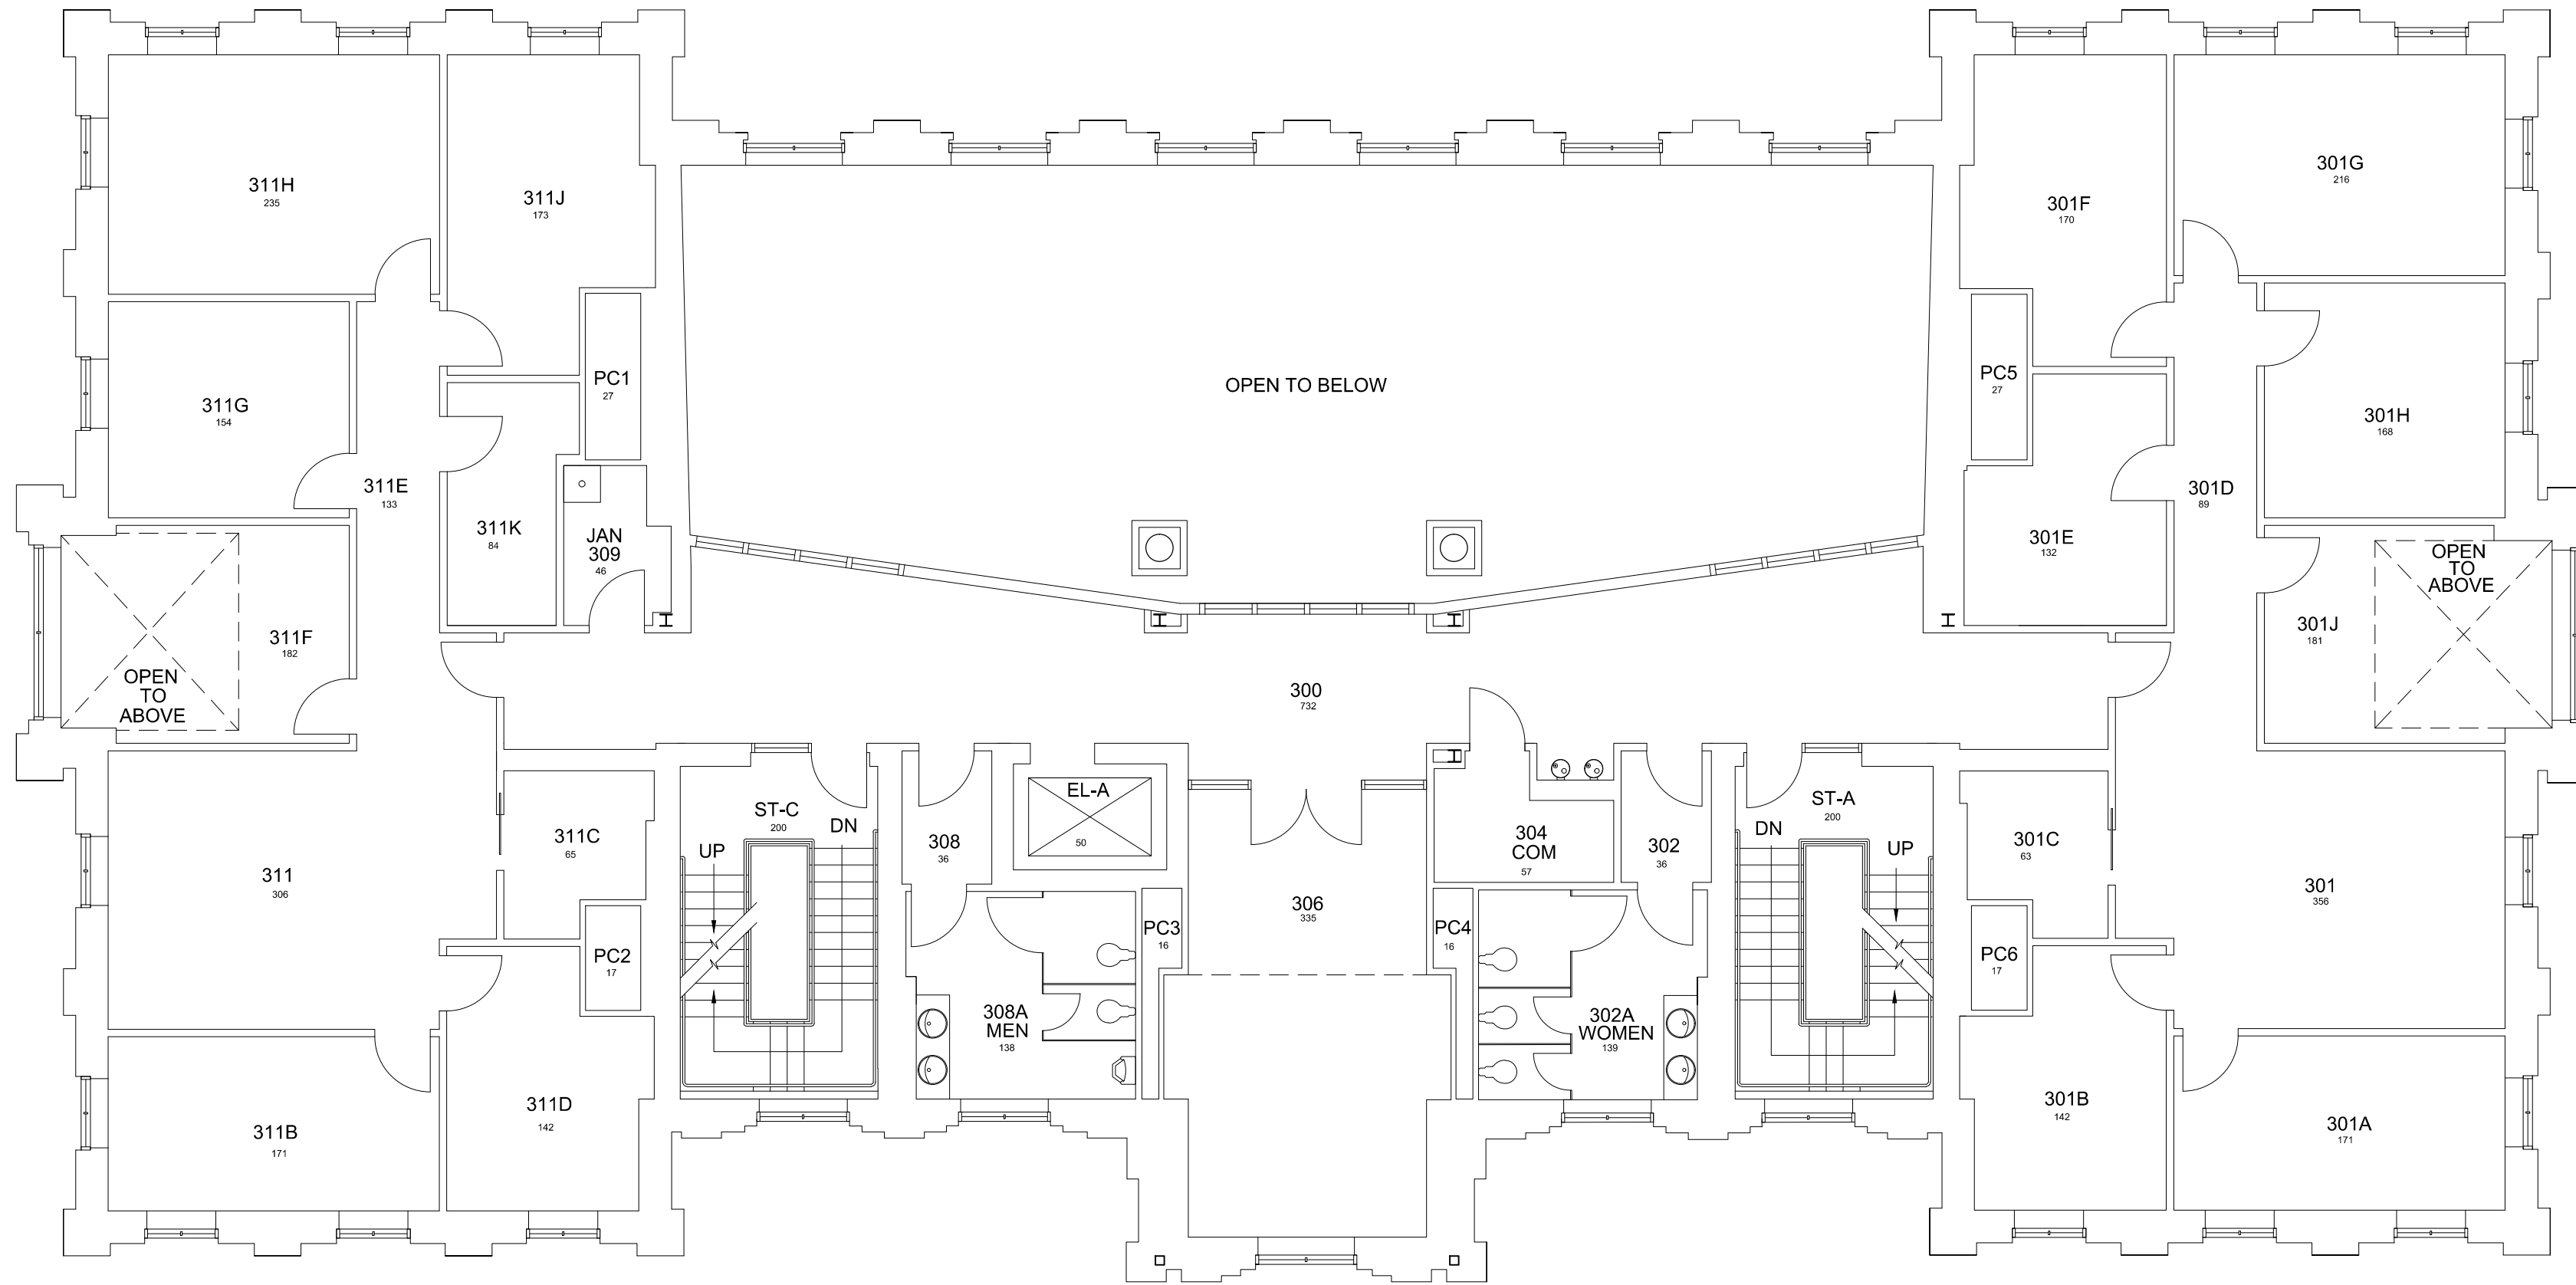 311H
235
311J
173
301F
170
301G
216
PC1
27
OPEN TO BELOW
PC5
27
311G
154
301H
168
311E
133
301D
89
311K
84
JAN
309
46
301E
132
OPEN
TO
ABOVE
311F
182
OPEN
TO
ABOVE
301J
181
300
732
311
306
311C
65
ST-C
200
UP
DN
308
36
EL-A
50
306
335
304
COM
57
302
36
ST-A
200
DN
UP
301C
63
301
356
PC2
17
PC3
16
PC4
16
PC6
17
308A
MEN
138
302A
WOMEN
139
311B
171
311D
142
301B
142
301A
171